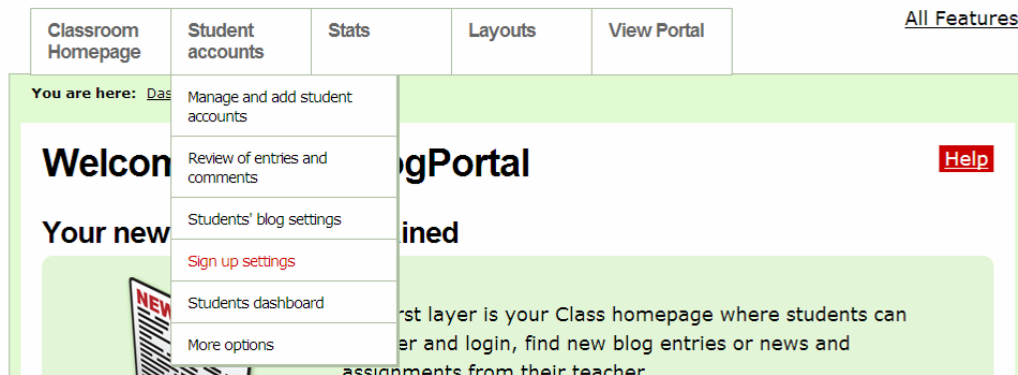 All Features
Classroom Homepage
Student accounts
Stats
Layouts
View Portal
You are here: Das
Manage and add student
accounts
Review of entries and
comments
Students' blog settings
Sign up settings
Students dashboard
More options
Welcom ogPortal
Help
Your new ined
NEW
rst layer is your Class homepage where students can
er and login, find new blog entries or news and
assignments from their teacher